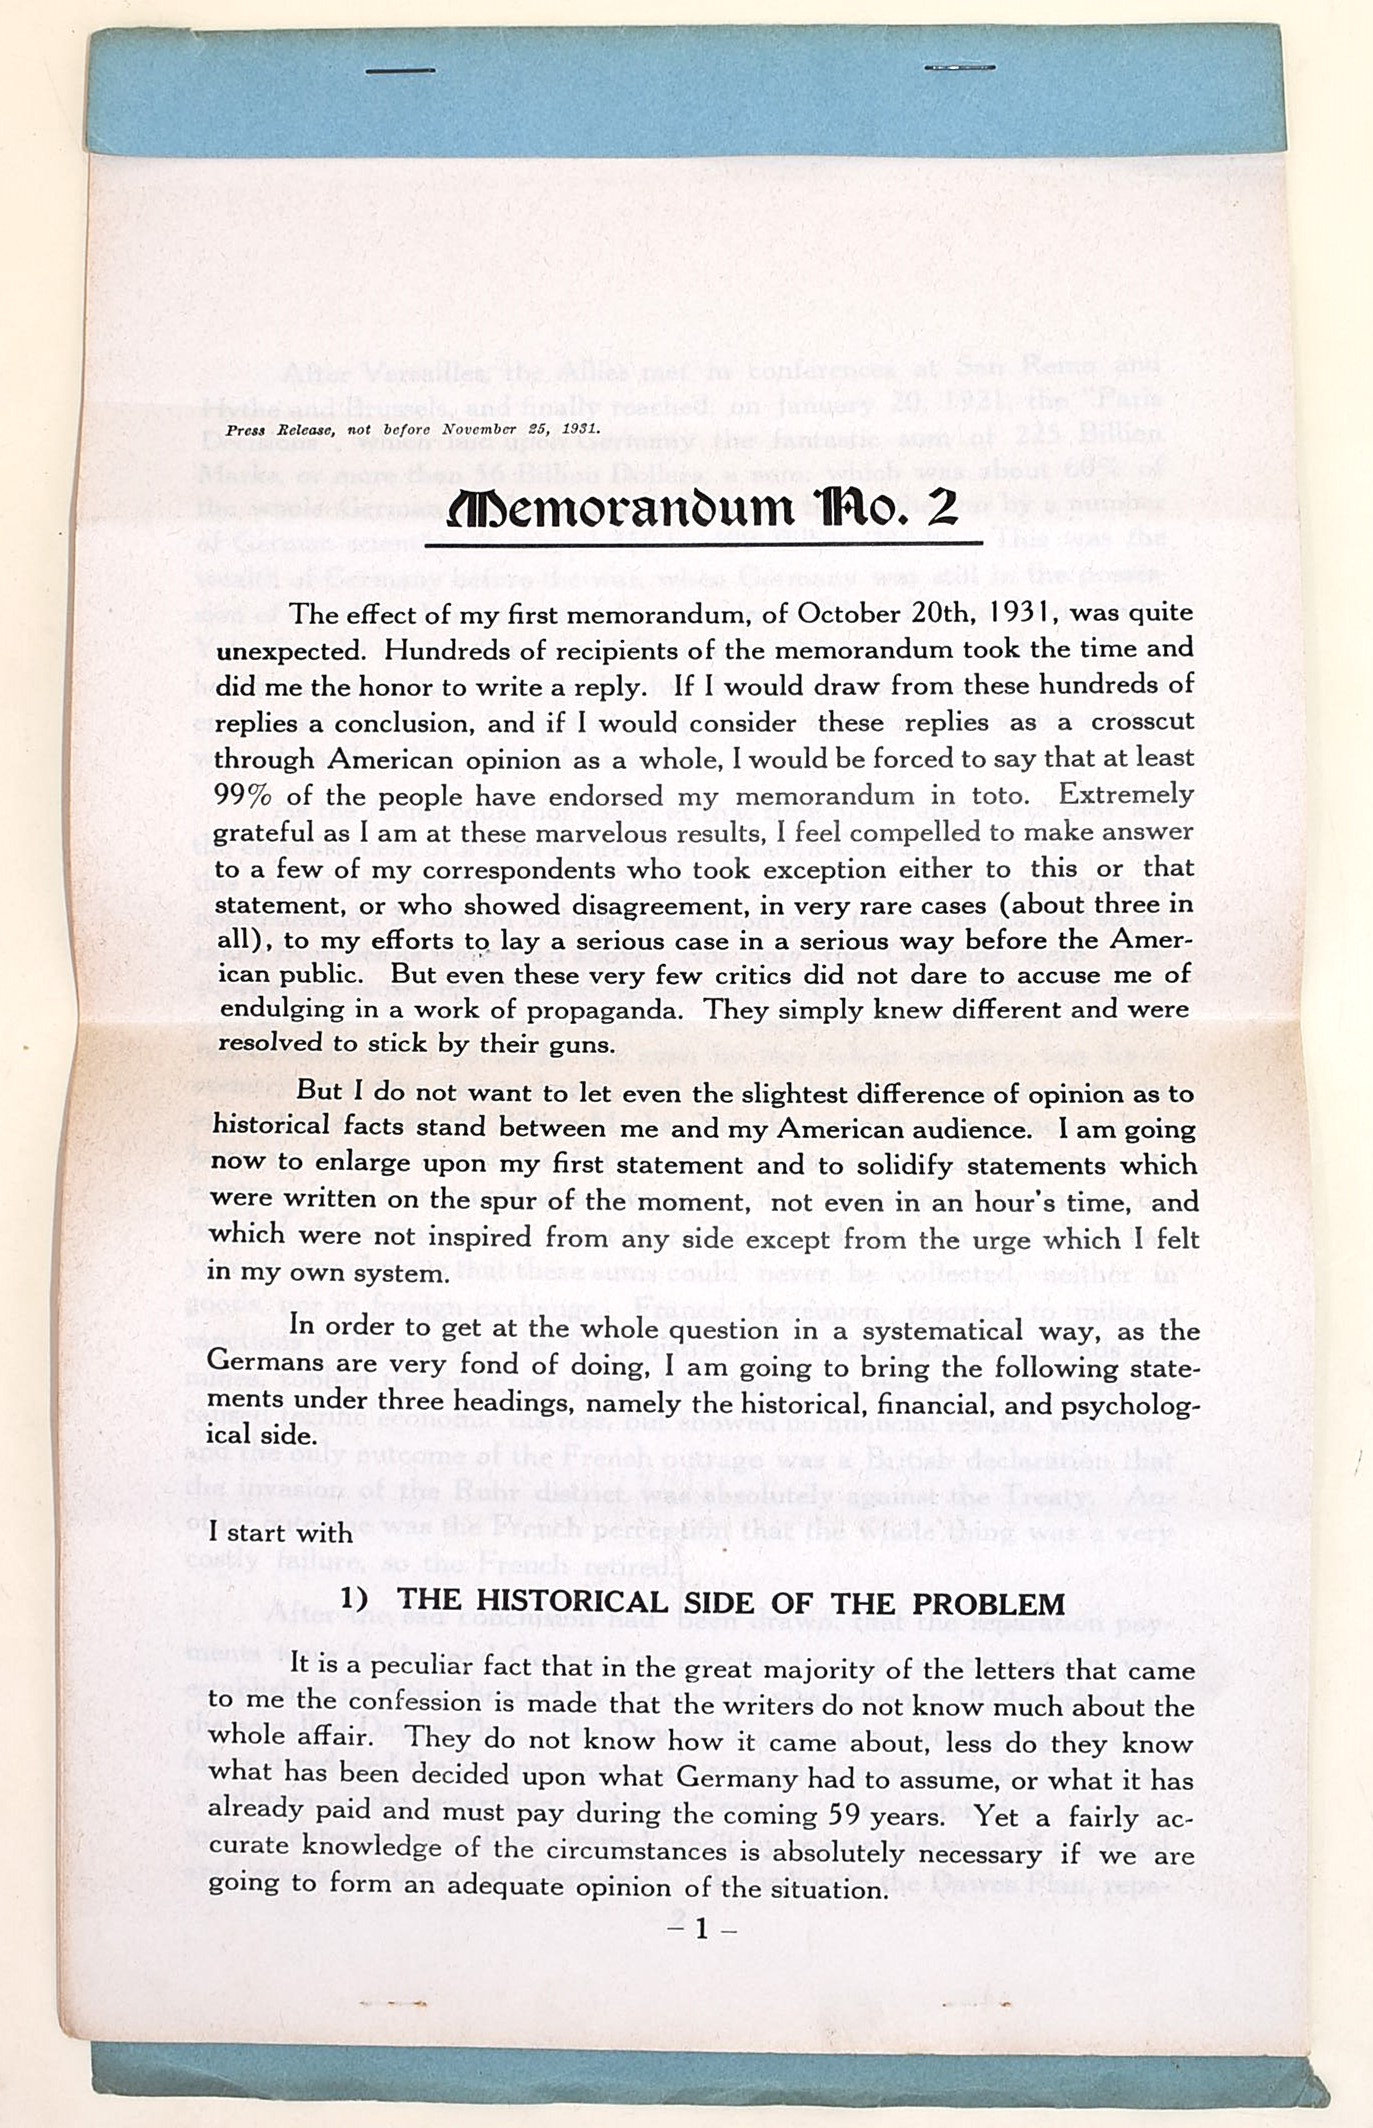 Press Release, not before November 25, 1931.
Memorandum No. 2
The effect of my first memorandum, of October 20th, 1931, was quite
unexpected. Hundreds of recipients of the memorandum took the time and
did me the honor to write a reply. If I would draw from these hundreds of
replies a conclusion, and if I would consider these replies as a crosscut
through American opinion as a whole, I would be forced to say that at least
99% of the people have endorsed my memorandum in toto. Extremely
grateful as I am at these marvelous results, I feel compelled to make answer
to a few of my correspondents who took exception either to this or that
statement, or who showed disagreement, in very rare cases (about three in
all), to my efforts to lay a serious case in a serious way before the Amer-
ican public. But even these very few critics did not dare to accuse me of
endulging in a work of propaganda. They simply knew different and were
resolved to stick by their guns.
But I do not want to let even the slightest difference of opinion as to
historical facts stand between me and my American audience. I am going
now to enlarge upon my first statement and to solidify statements which
were written on the spur of the moment, not even in an hour's time, and
which were not inspired from any side except from the urge which I felt
in my own system.
In order to get at the whole question in a systematical way, as the
Germans are very fond of doing, I am going to bring the following state-
ments under three headings, namely the historical, financial, and psycholog-
ical side.
I start with
1) THE HISTORICAL SIDE OF THE PROBLEM
It is a peculiar fact that in the great majority of the letters that came
to me the confession is made that the writers do not know much about the
whole affair. They do not know how it came about, less do they know
what has been decided upon what Germany had to assume, or what it has
already paid and must pay during the coming 59 years. Yet a fairly ac-
curate knowledge of the circumstances is absolutely necessary if we are
going to form an adequate opinion of the situation.
– 1 –